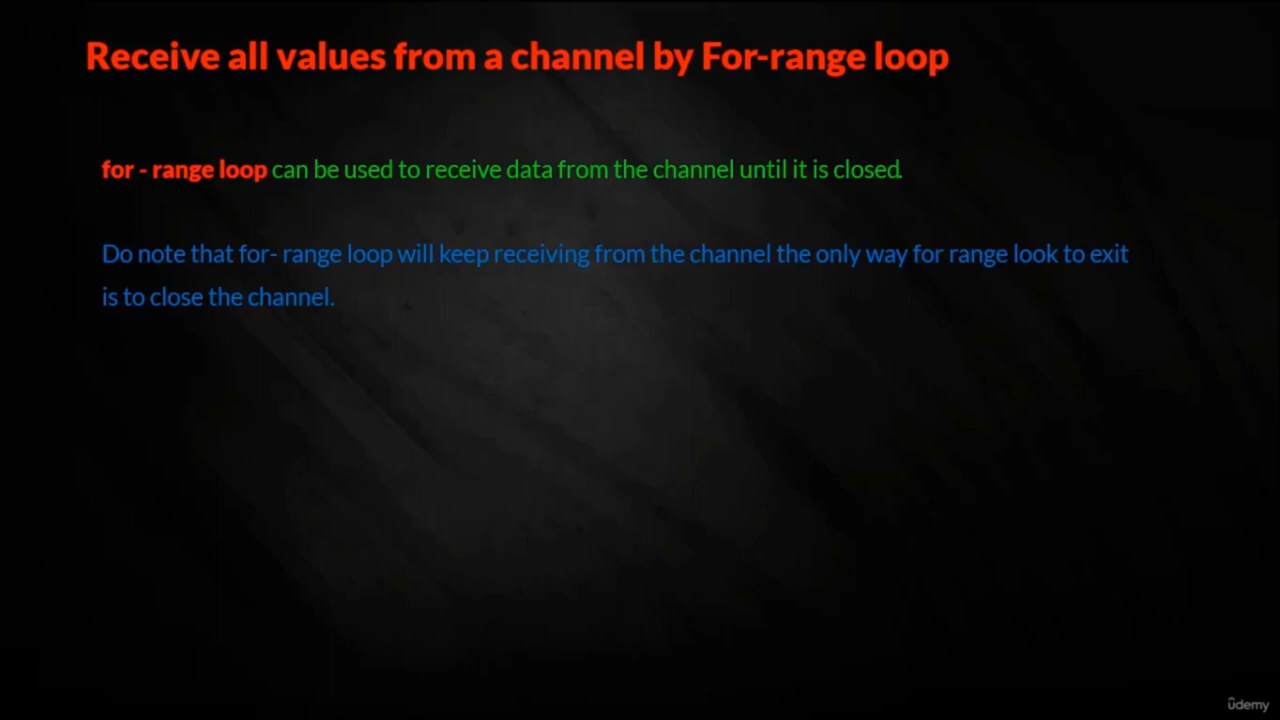 Receive all values from a channel by For-range loop
for - range loop can be used to receive data from the channel until it is closed.
Do note that for- range loop will keep receiving from the channel the only way for range look to exit
is to close the channel.
ûdemy